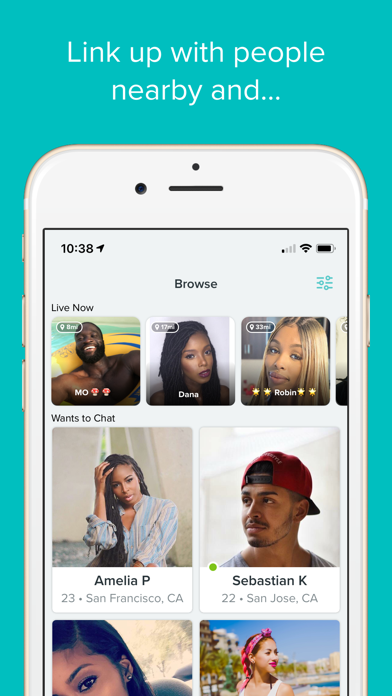 Link up with people
nearby and...
10:38
Browse
Live Now
8mi
17mi
33mi
MO
Dana
Robin
Wants to Chat
Amelia P
23 • San Francisco, CA
Sebastian K
22 • San Jose, CA